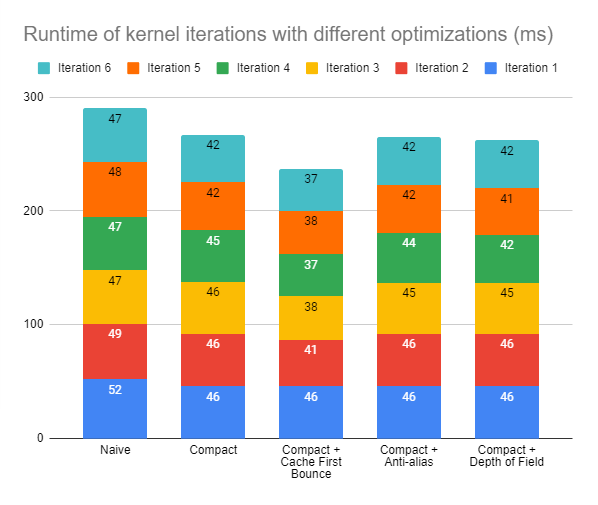 Runtime of kernel iterations with different optimizations (ms)
Iteration 6 Iteration 5 Iteration 4 Iteration 3 Iteration 2 Iteration 1
300
200
100
0
47 42 37 42 42
48 42 38 42 41
47 45 37 44 42
47 46 38 45 45
49 46 41 46 46
52 46 46 46 46
Naive Compact Compact + Compact + Compact +
Cache First Anti-alias Depth of Field
Bounce